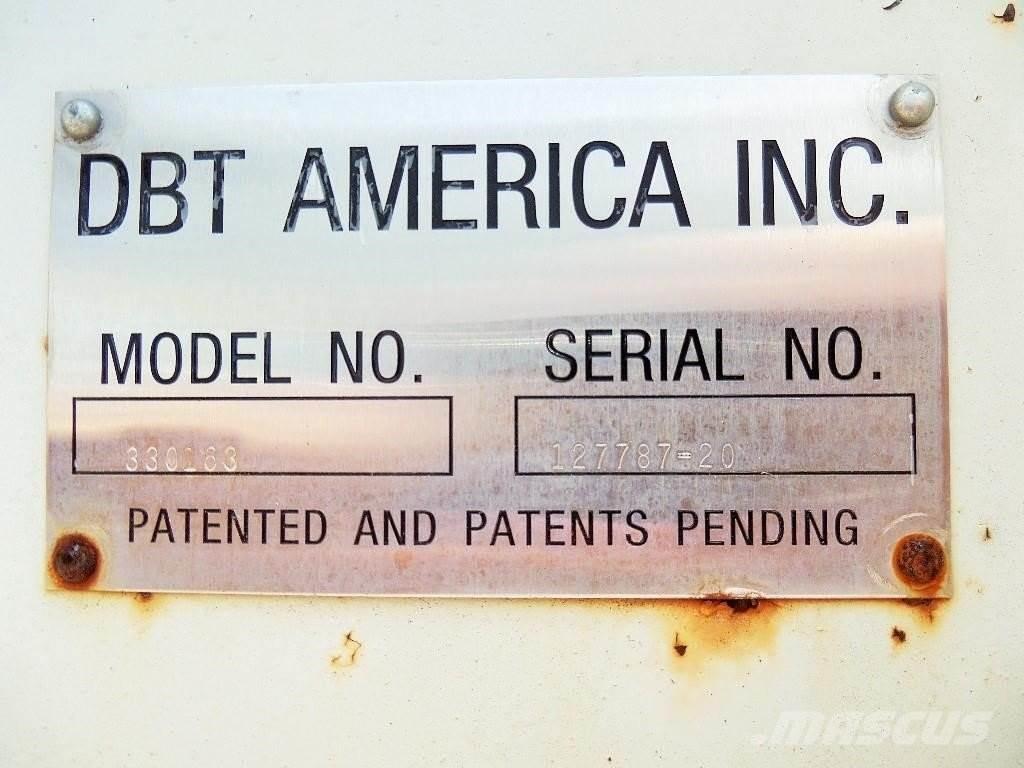 DBT AMERICA INC.
MODEL NO. SERIAL NO.
330163 127787-20
PATENTED AND PATENTS PENDING
MASCUS